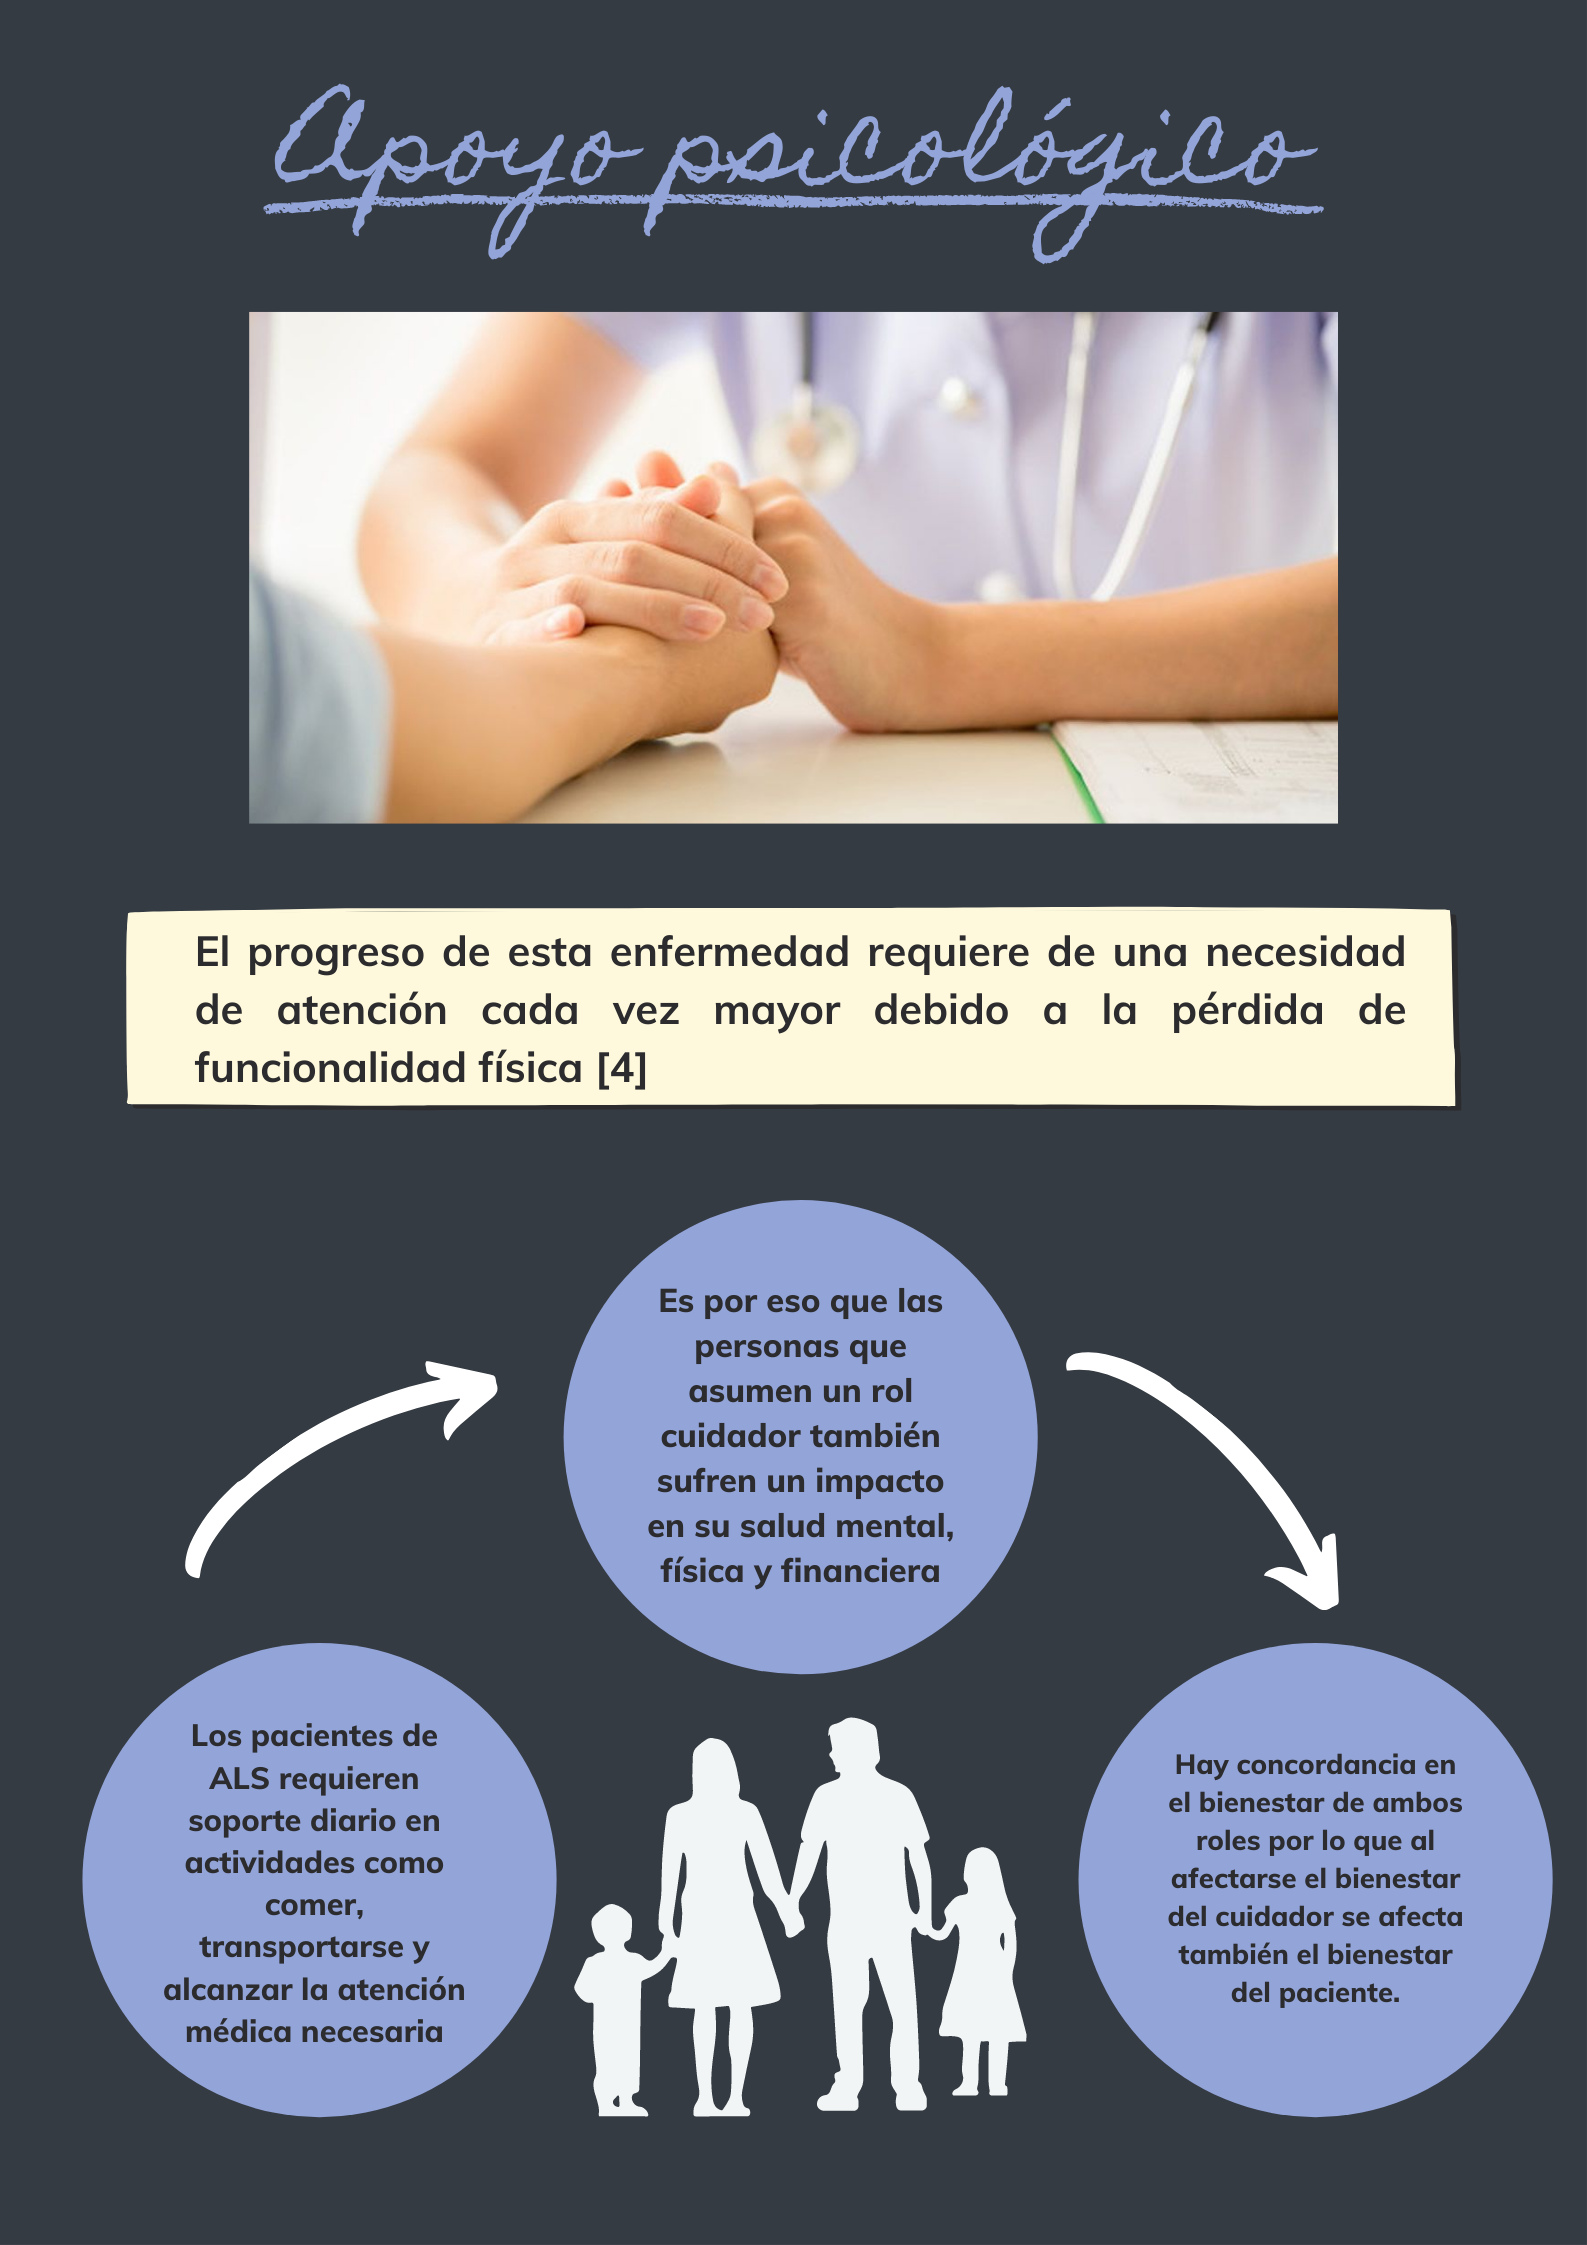 Apoyo psicológico
El progreso de esta enfermedad requiere de una necesidad
de atención cada vez mayor debido a la pérdida de
funcionalidad física [4]
Es por eso que las
personas que
asumen un rol
cuidador también
sufren un impacto
en su salud mental,
física y financiera
Los pacientes de
ALS requieren
soporte diario en
actividades como
comer,
transportarse y
alcanzar la atención
médica necesaria
Hay concordancia en
el bienestar de ambos
roles por lo que al
afectarse el bienestar
del cuidador se afecta
también el bienestar
del paciente.